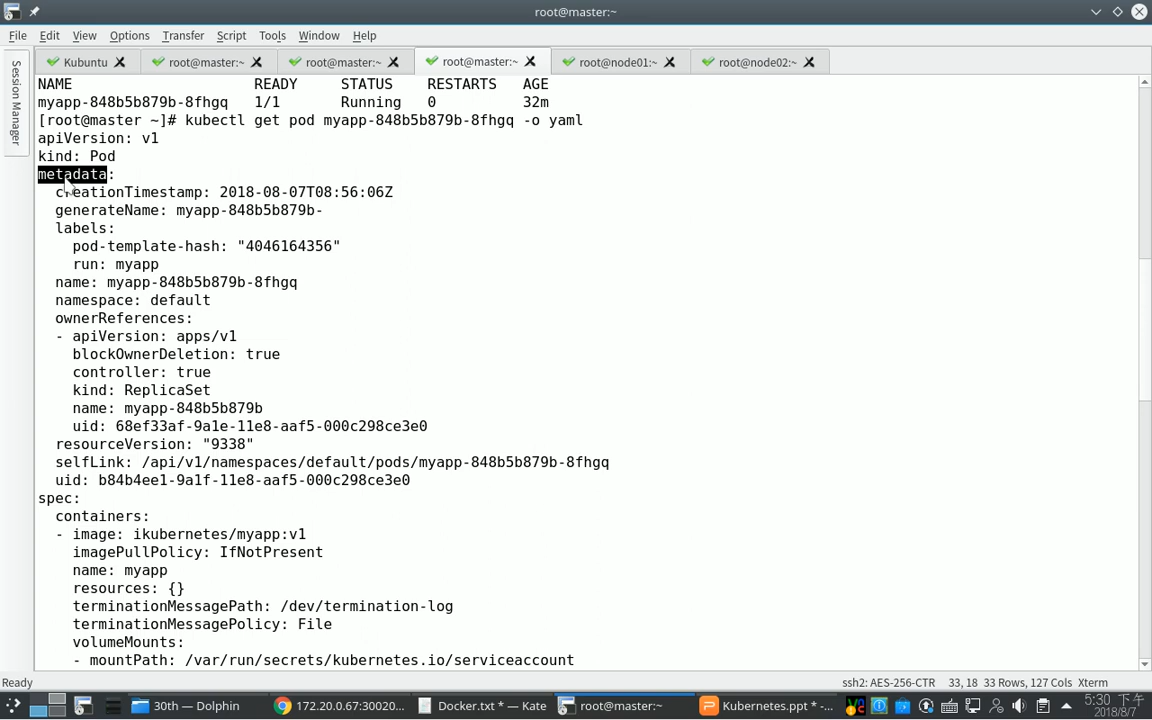 root@master:~
File Edit View Options Transfer Script Tools Window Help
Session Manager
Kubuntu root@master:~ root@master:~ root@master:~ root@node01:~ root@node02:~
NAME READY STATUS RESTARTS AGE
myapp-848b5b879b-8fhgq 1/1 Running 0 32m
[root@master ~]# kubectl get pod myapp-848b5b879b-8fhgq -o yaml
apiVersion: v1
kind: Pod
metadata:
creationTimestamp: 2018-08-07T08:56:06Z
generateName: myapp-848b5b879b-
labels:
pod-template-hash: "4046164356"
run: myapp
name: myapp-848b5b879b-8fhgq
namespace: default
ownerReferences:
- apiVersion: apps/v1
blockOwnerDeletion: true
controller: true
kind: ReplicaSet
name: myapp-848b5b879b
uid: 68ef33af-9a1e-11e8-aaf5-000c298ce3e0
resourceVersion: "9338"
selfLink: /api/v1/namespaces/default/pods/myapp-848b5b879b-8fhgq
uid: b84b4ee1-9a1f-11e8-aaf5-000c298ce3e0
spec:
containers:
- image: ikubernetes/myapp:v1
imagePullPolicy: IfNotPresent
name: myapp
resources: {}
terminationMessagePath: /dev/termination-log
terminationMessagePolicy: File
volumeMounts:
- mountPath: /var/run/secrets/kubernetes.io/serviceaccount
Ready ssh2: AES-256-CTR 33, 18 33 Rows, 127 Cols Xterm
30th — Dolphin 172.20.0.67:30020... Docker.txt * — Kate root@master:~ Kubernetes.ppt * -... 5:30 下午
2018/8/7